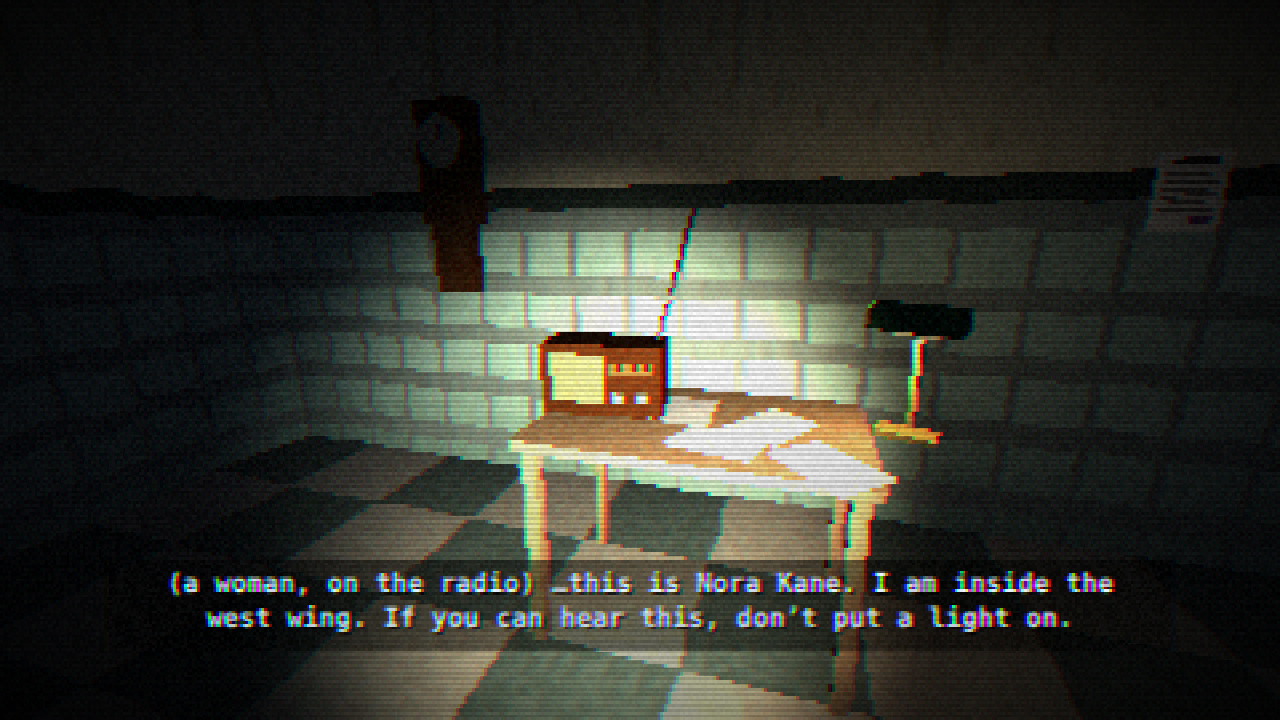 (a woman, on the radio) …this is Nora Kane. I am inside the
west wing. If you can hear this, don’t put a light on.